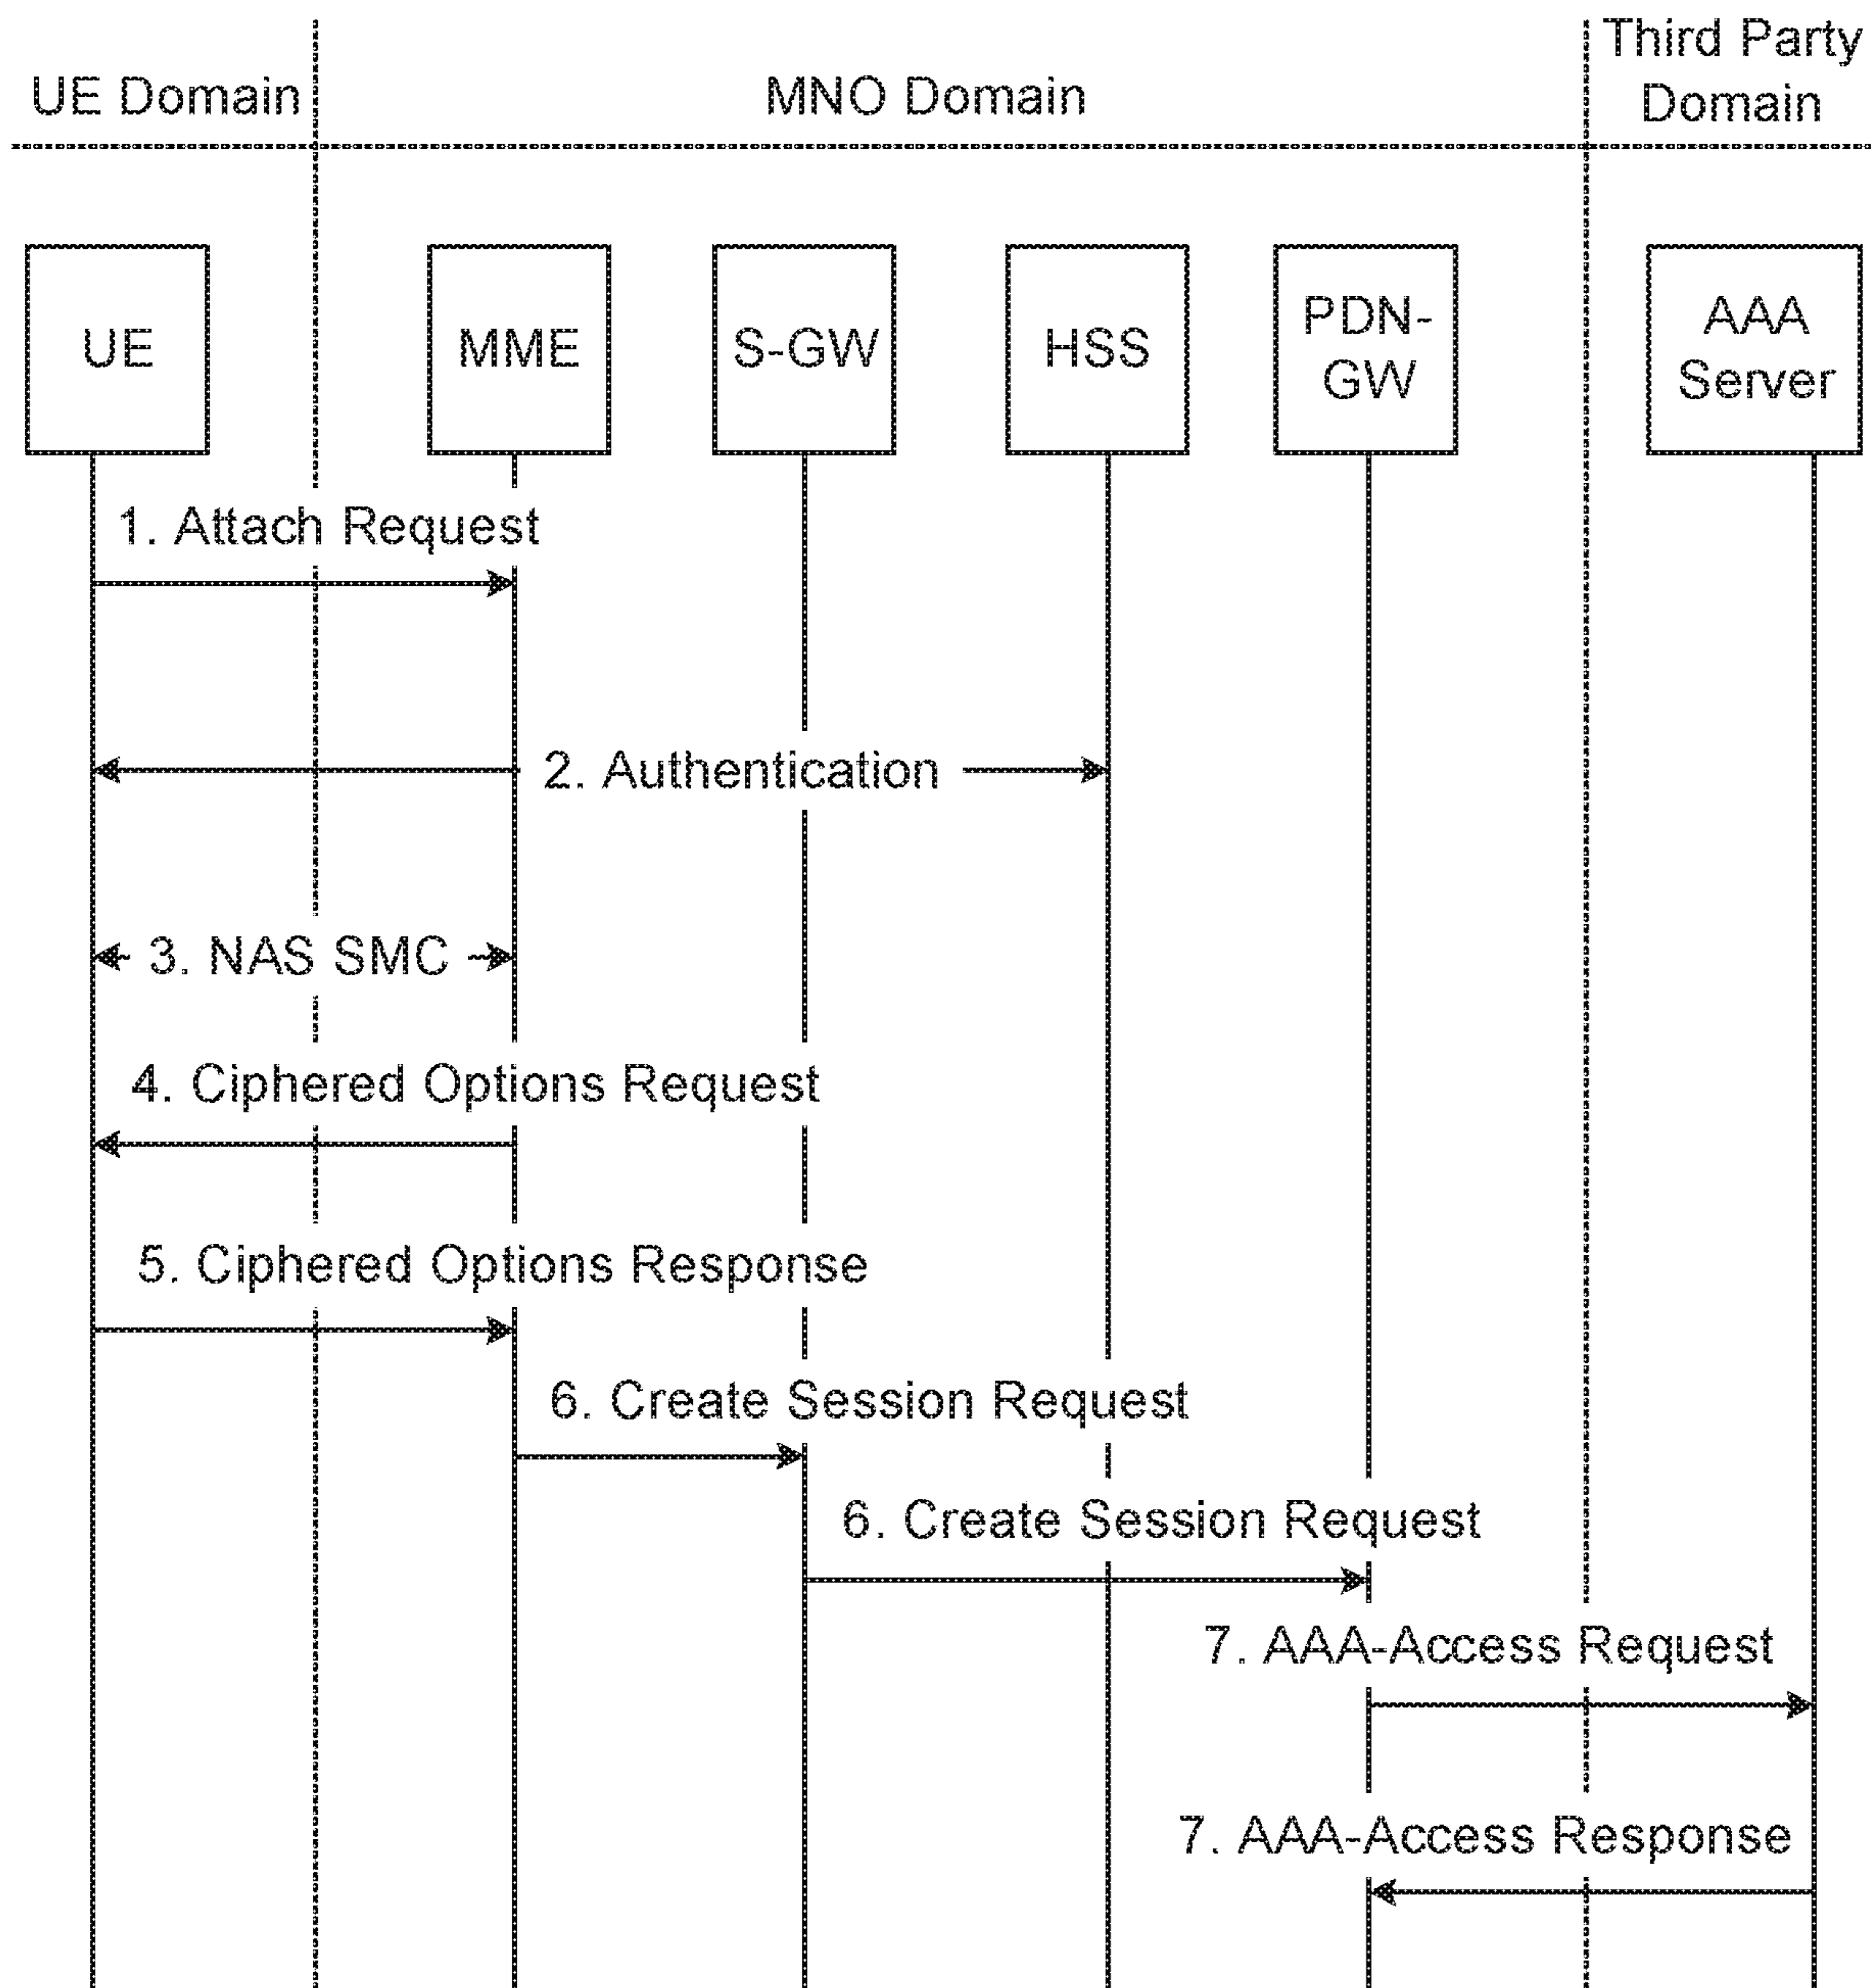 UE Domain
MNO Domain
Third Party
Domain
UE
MME
S-GW
HSS
PDN-
GW
AAA
Server
1. Attach Request
2. Authentication
3. NAS SMC
4. Ciphered Options Request
5. Ciphered Options Response
6. Create Session Request
6. Create Session Request
7. AAA-Access Request
7. AAA-Access Response